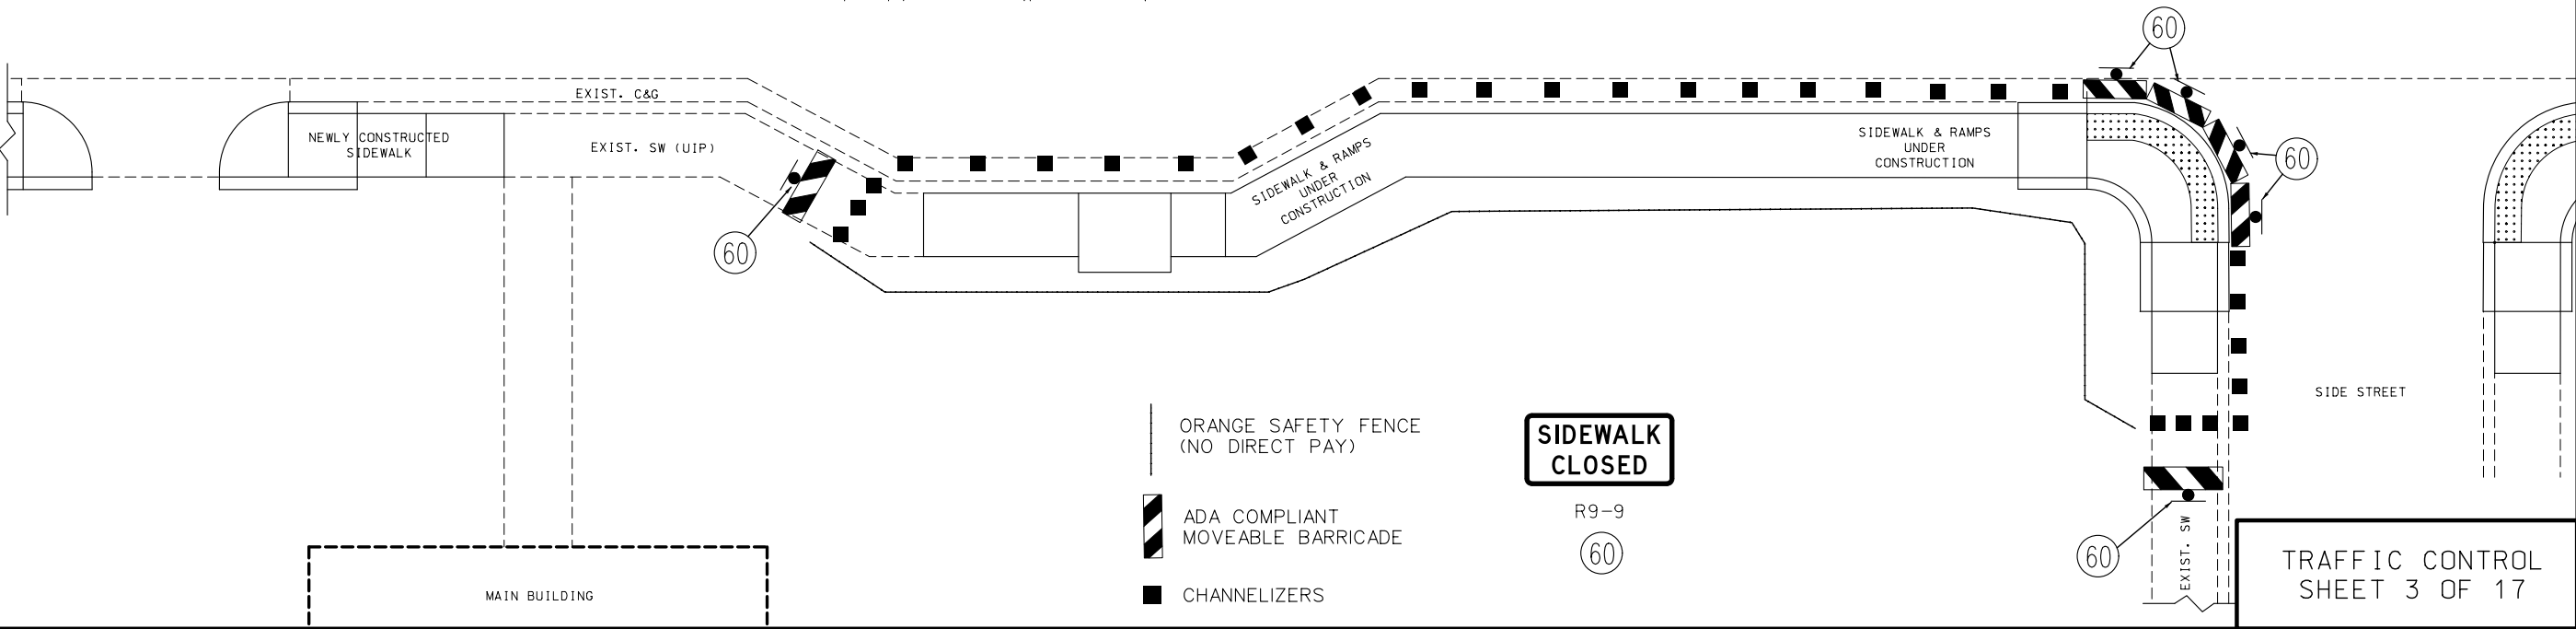 60
EXIST. C&G
NEWLY CONSTRUCTED
SIDEWALK
EXIST. SW (UIP)
60
SIDEWALK & RAMPS
UNDER
CONSTRUCTION
SIDEWALK & RAMPS
UNDER
CONSTRUCTION
60
SIDE STREET
ORANGE SAFETY FENCE
(NO DIRECT PAY)
ADA COMPLIANT
MOVEABLE BARRICADE
CHANNELIZERS
SIDEWALK
CLOSED
R9-9
60
60
EXIST. SW
MAIN BUILDING
TRAFFIC CONTROL
SHEET 3 OF 17